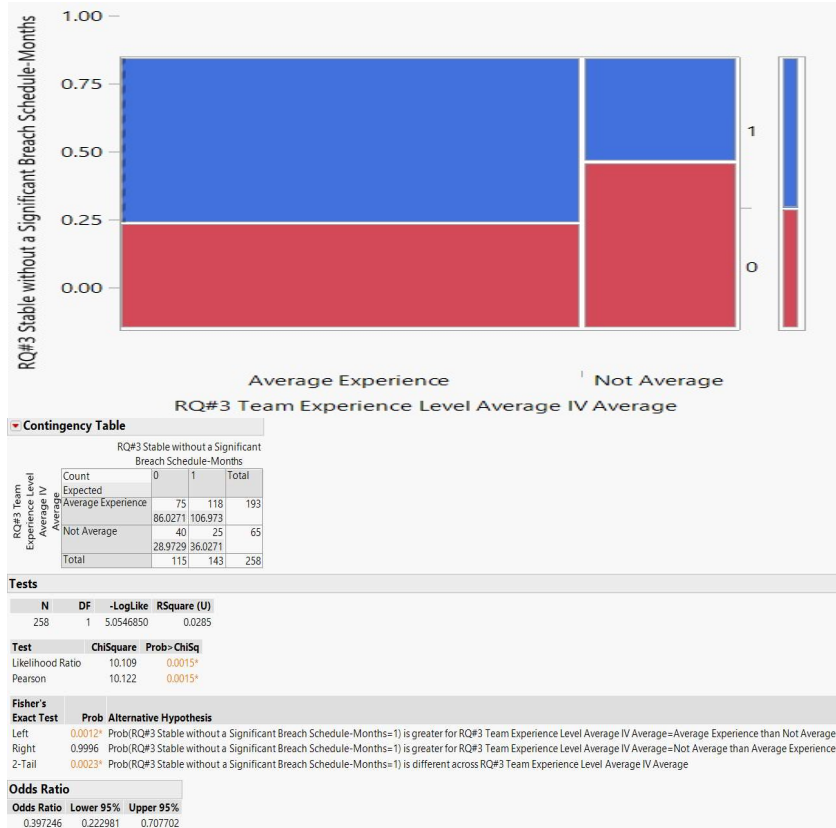 1.00
0.75
0.50
0.25
0.00
RQ#3 Stable without a Significant Breach Schedule-Months
1
0
Average Experience Not Average
RQ#3 Team Experience Level Average IV Average
Contingency Table
RQ#3 Stable without a Significant
Breach Schedule-Months
RQ#3 Team
Experience Level
Average IV
Average
Count 0 1 Total
Expected
Average Experience 75 118 193
86.0271 106.973
Not Average 40 25 65
28.9729 36.0271
Total 115 143 258
Tests
N DF -LogLike RSquare (U)
258 1 5.0546850 0.0285
Test ChiSquare Prob>ChiSq
Likelihood Ratio 10.109 0.0015*
Pearson 10.122 0.0015*
Fisher's
Exact Test Prob Alternative Hypothesis
Left 0.0012* Prob(RQ#3 Stable without a Significant Breach Schedule-Months=1) is greater for RQ#3 Team Experience Level Average IV Average=Average Experience than Not Average
Right 0.9996 Prob(RQ#3 Stable without a Significant Breach Schedule-Months=1) is greater for RQ#3 Team Experience Level Average IV Average=Not Average than Average Experience
2-Tail 0.0023* Prob(RQ#3 Stable without a Significant Breach Schedule-Months=1) is different across RQ#3 Team Experience Level Average IV Average
Odds Ratio
Odds Ratio Lower 95% Upper 95%
0.397246 0.222981 0.707702